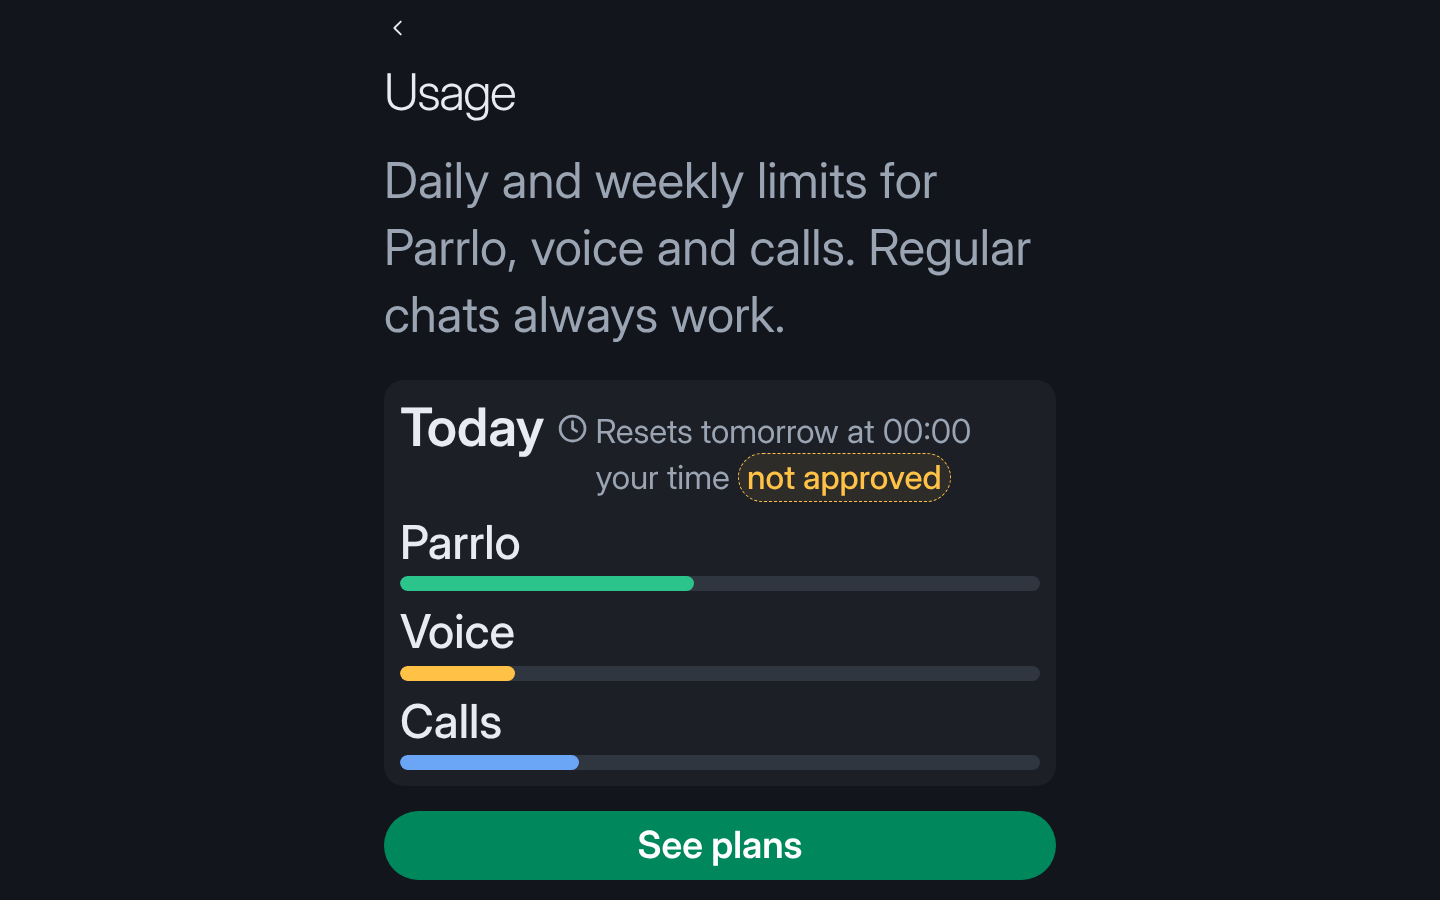 Usage
Daily and weekly limits for
Parrlo, voice and calls. Regular
chats always work.
Today Resets tomorrow at 00:00
your time not approved
Parrlo
Voice
Calls
See plans